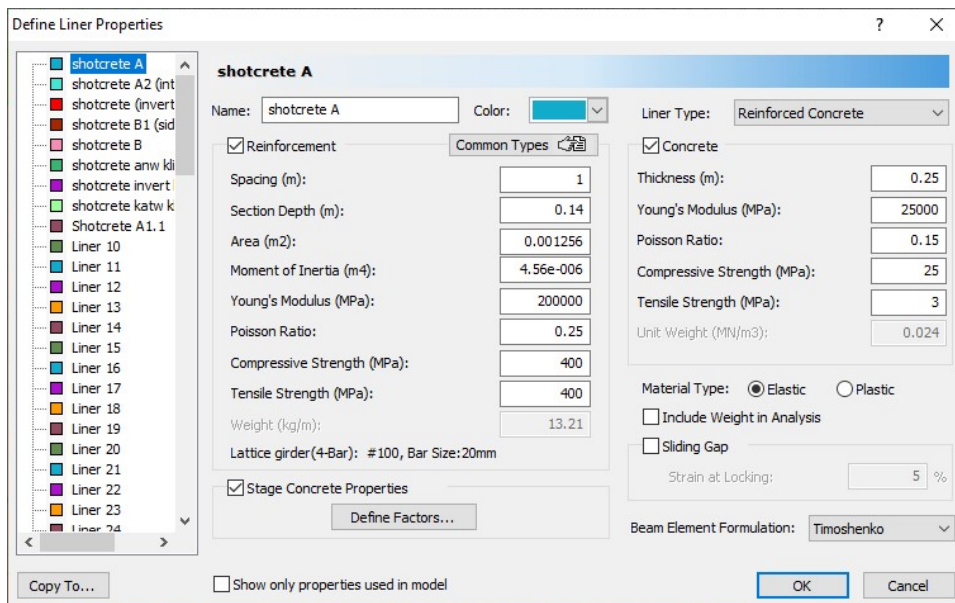 Define Liner Properties
? X
shotcrete A
shotcrete A2 (int
shotcrete (invert
shotcrete B1 (sid
shotcrete B
shotcrete anw kli
shotcrete invert
shotcrete katw k
Shotcrete A1.1
Liner 10
Liner 11
Liner 12
Liner 13
Liner 14
Liner 15
Liner 16
Liner 17
Liner 18
Liner 19
Liner 20
Liner 21
Liner 22
Liner 23
Liner 24
Copy To...
shotcrete A
Name: shotcrete A Color:
Reinforcement Common Types
Spacing (m): 1
Section Depth (m): 0.14
Area (m2): 0.001256
Moment of Inertia (m4): 4.56e-006
Young's Modulus (MPa): 200000
Poisson Ratio: 0.25
Compressive Strength (MPa): 400
Tensile Strength (MPa): 400
Weight (kg/m): 13.21
Lattice girder(4-Bar): #100, Bar Size:20mm
Stage Concrete Properties
Define Factors...
Show only properties used in model
Liner Type: Reinforced Concrete
Concrete
Thickness (m): 0.25
Young's Modulus (MPa): 25000
Poisson Ratio: 0.15
Compressive Strength (MPa): 25
Tensile Strength (MPa): 3
Unit Weight (MN/m3): 0.024
Material Type: Elastic Plastic
Include Weight in Analysis
Sliding Gap
Strain at Locking: 5 %
Beam Element Formulation: Timoshenko
OK Cancel